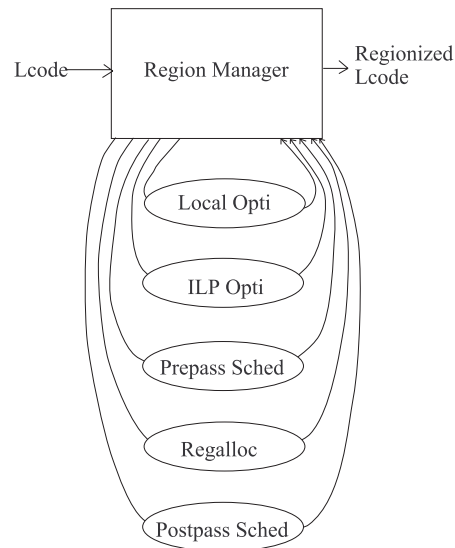 Lcode
Region Manager
Regionized
Lcode
Local Opti
ILP Opti
Prepass Sched
Regalloc
Postpass Sched